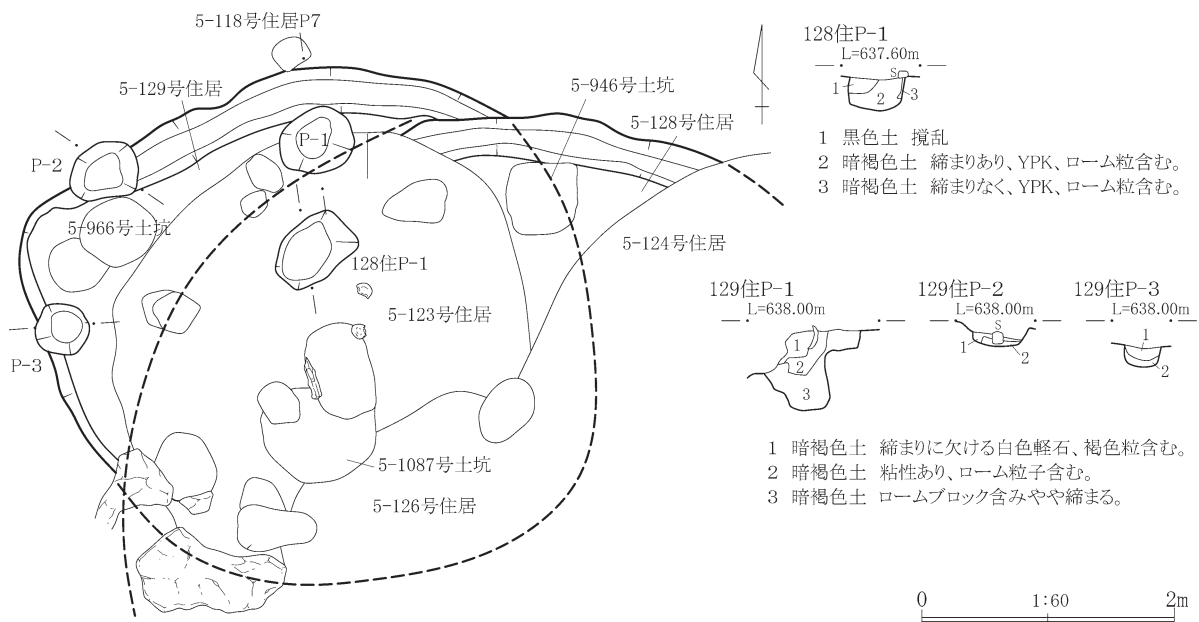 5-118号住居P7
5-129号住居
5-946号土坑
5-128号住居
P-1
P-2
5-966号土坑
5-124号住居
128住P-1
5-123号住居
P-3
5-1087号土坑
5-126号住居
128住P-1
L=637.60m
S
1
2
3
1 黒色土 攪乱
2 暗褐色土 締まりあり、YPK、ローム粒含む。
3 暗褐色土 締まりなく、YPK、ローム粒含む。
129住P-1
L=638.00m
1
2
3
129住P-2
L=638.00m
S
1
2
129住P-3
L=638.00m
1
2
1 暗褐色土 締まりに欠ける白色軽石、褐色粒含む。
2 暗褐色土 粘性あり、ローム粒子含む。
3 暗褐色土 ロームブロック含みやや締まる。
0 1:60 2m